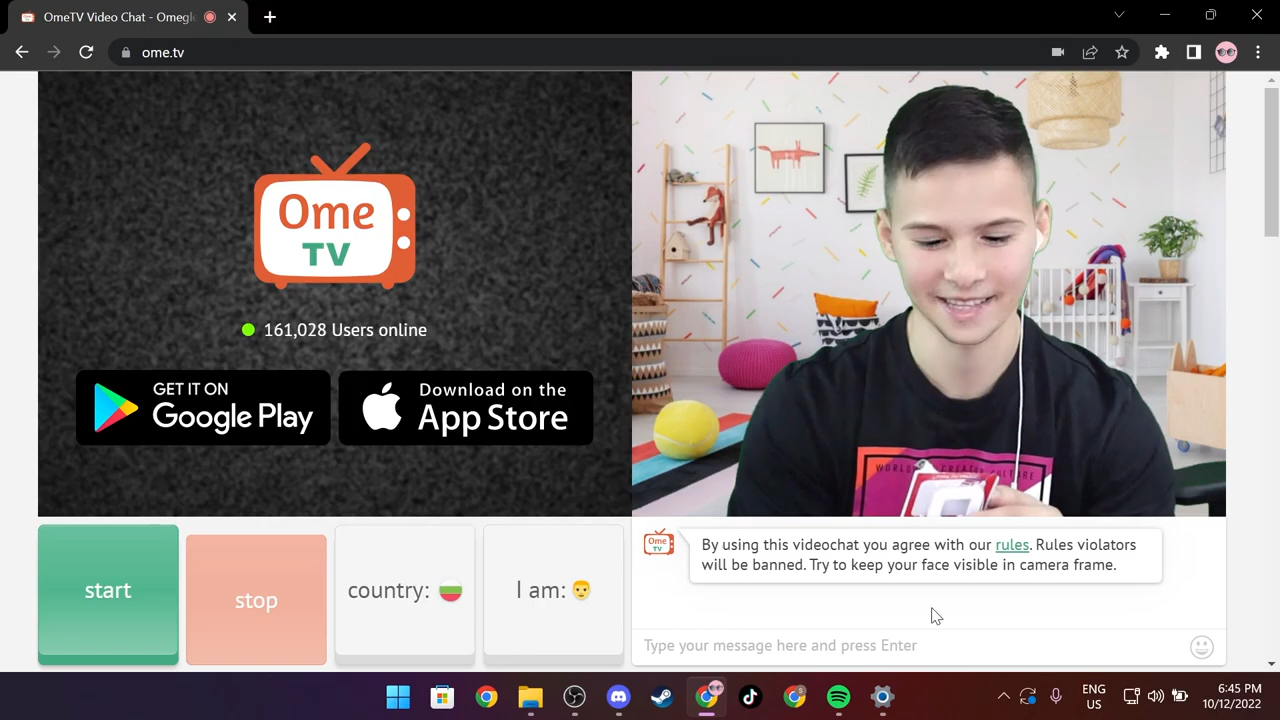 OmeTV Video Chat - Omegl
ome.tv
Ome
TV
161,028 Users online
GET IT ON
Google Play
Download on the
App Store
start
stop
country:
I am:
Ome
TV
By using this videochat you agree with our rules. Rules violators
will be banned. Try to keep your face visible in camera frame.
Type your message here and press Enter
ENG
US
6:45 PM
10/12/2022